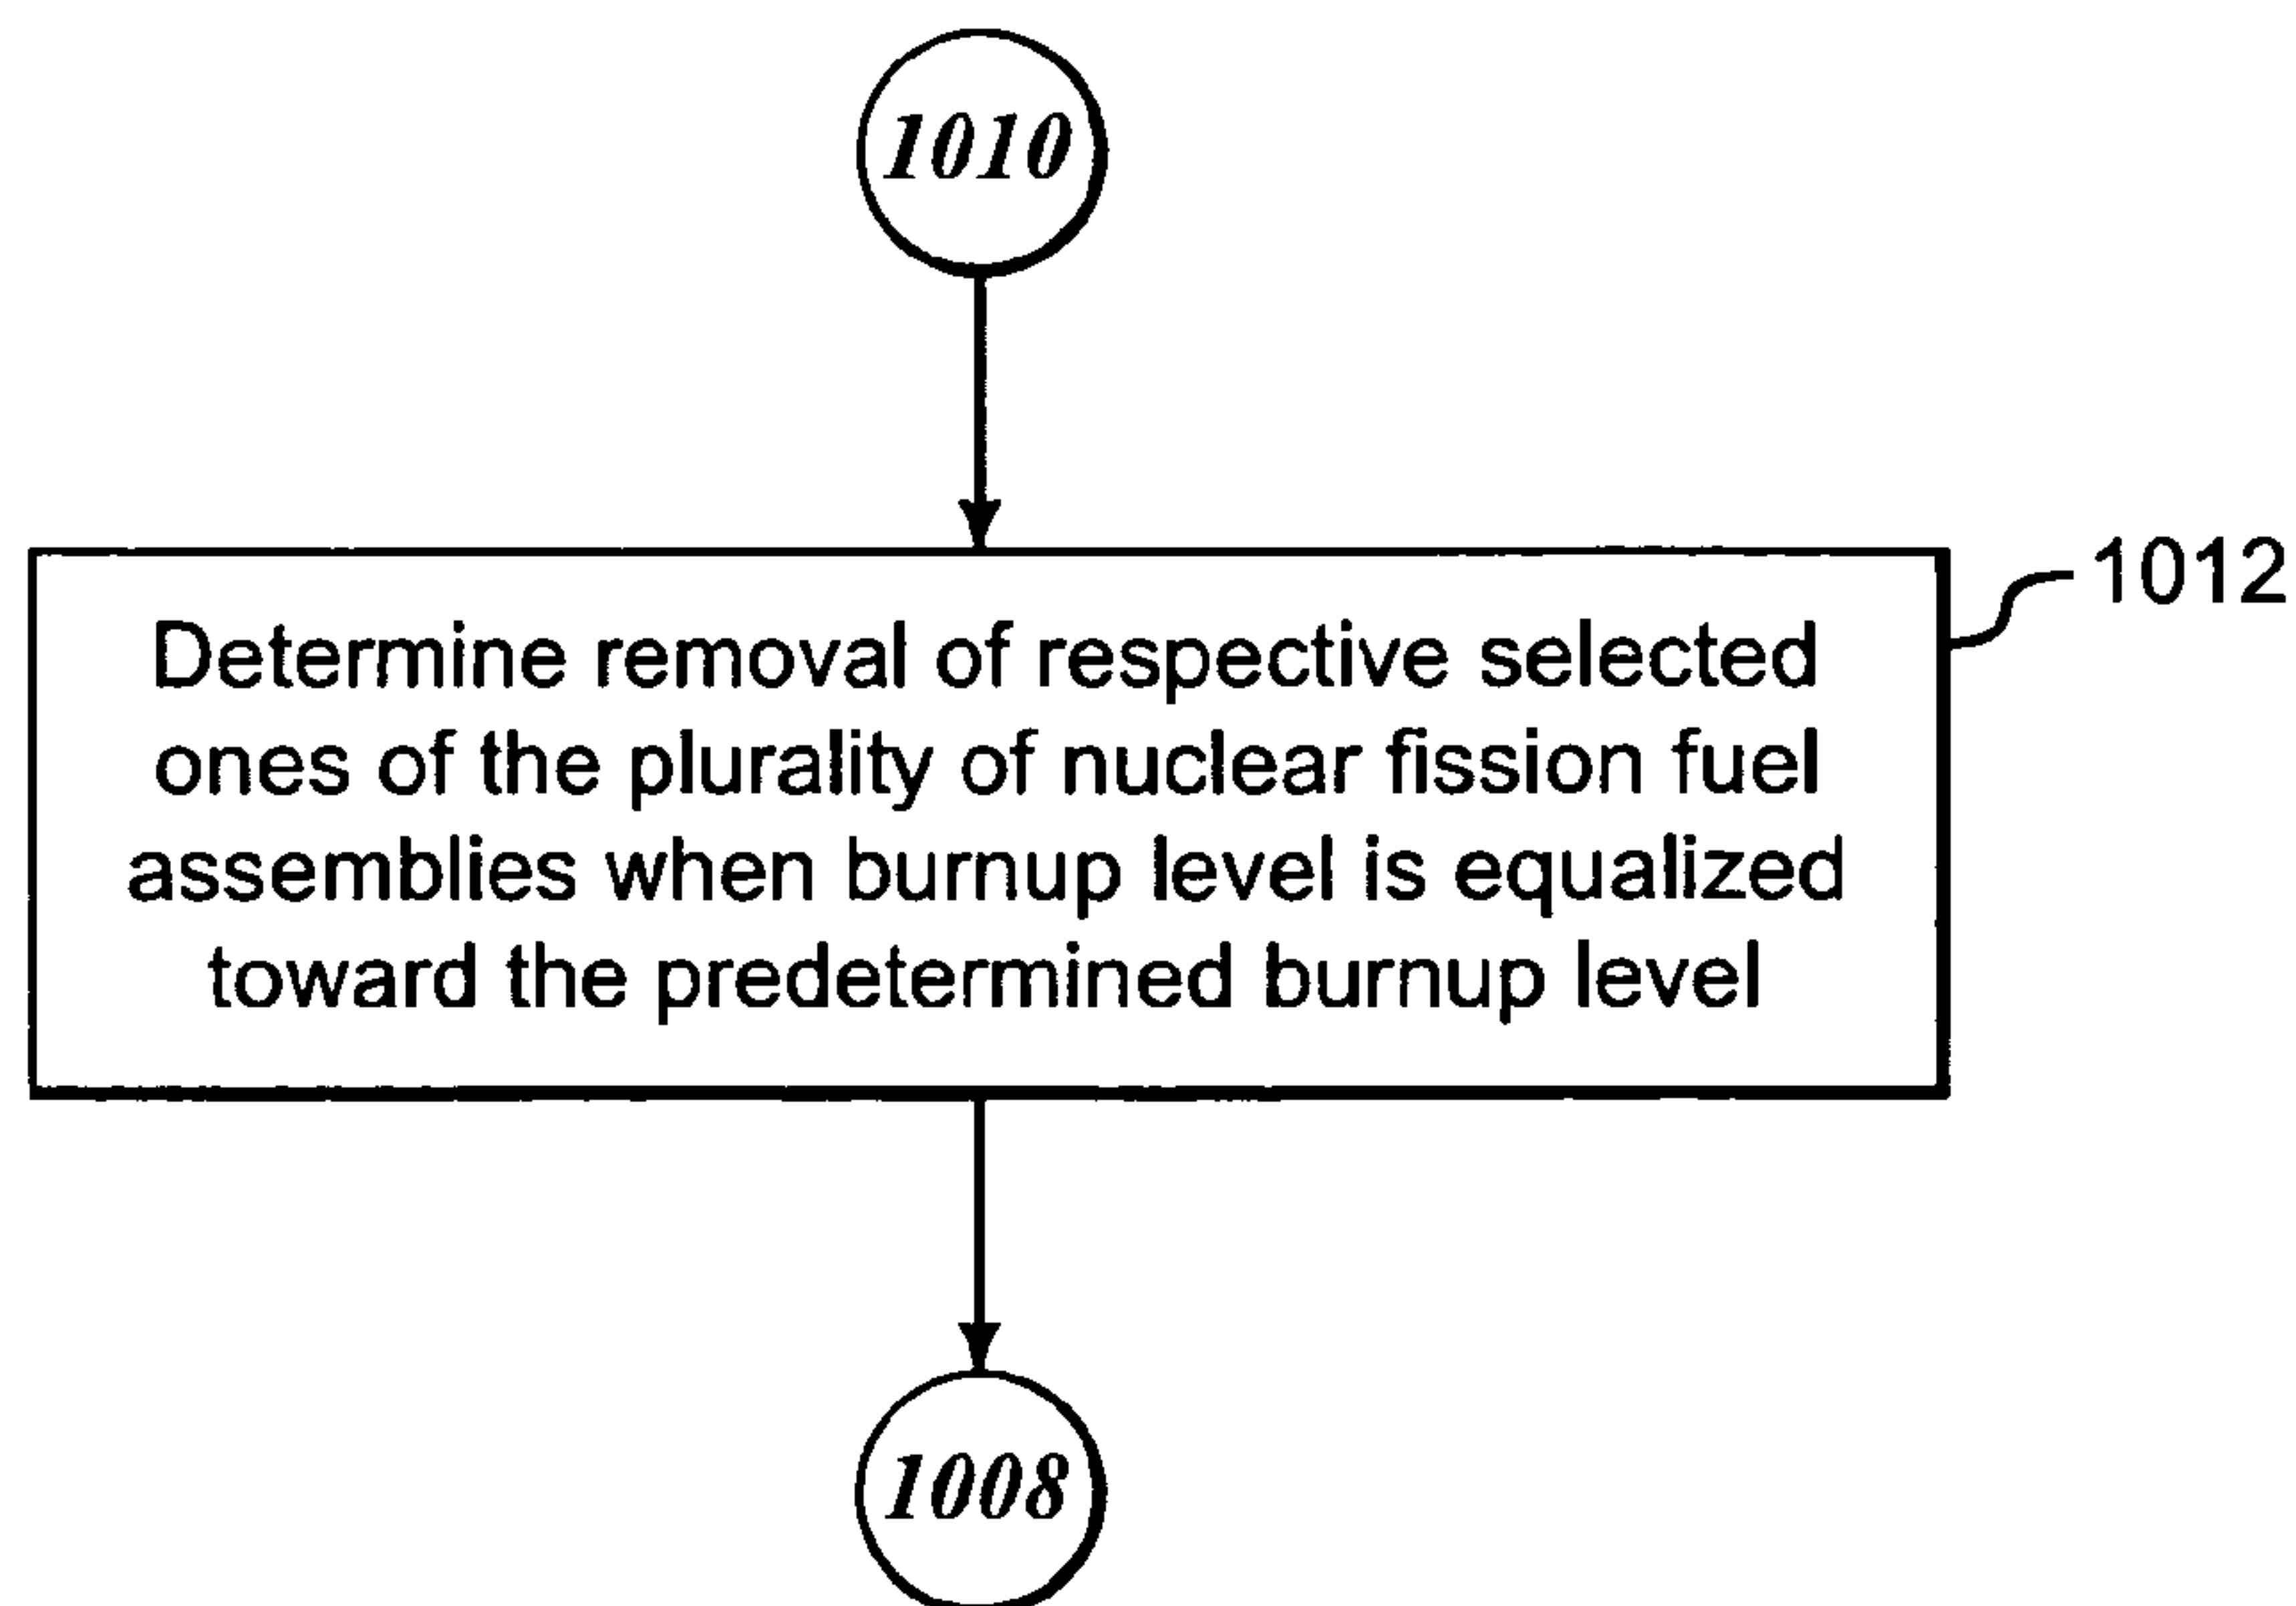 1010
1012
Determine removal of respective selected
ones of the plurality of nuclear fission fuel
assemblies when burnup level is equalized
toward the predetermined burnup level
1008